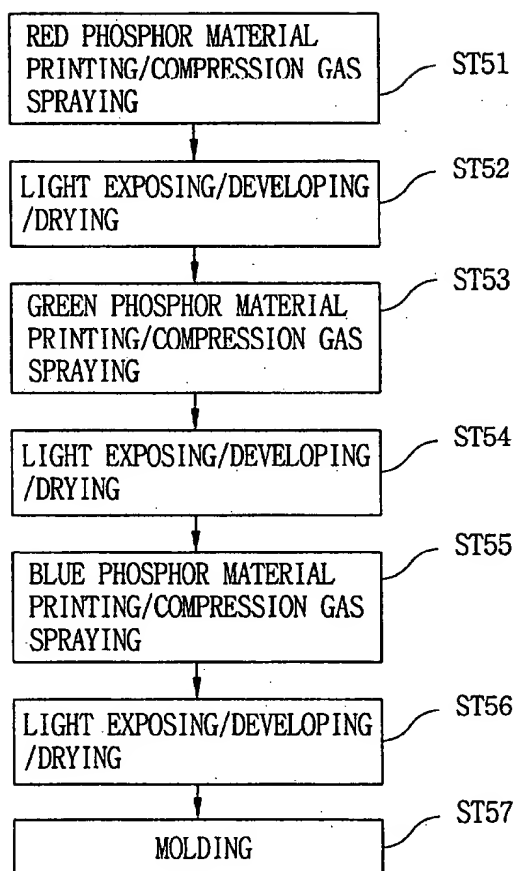 RED PHOSPHOR MATERIAL
PRINTING/COMPRESSION GAS
SPRAYING
ST51
LIGHT EXPOSING/DEVELOPING
/DRYING
ST52
GREEN PHOSPHOR MATERIAL
PRINTING/COMPRESSION GAS
SPRAYING
ST53
LIGHT EXPOSING/DEVELOPING
/DRYING
ST54
BLUE PHOSPHOR MATERIAL
PRINTING/COMPRESSION GAS
SPRAYING
ST55
LIGHT EXPOSING/DEVELOPING
/DRYING
ST56
MOLDING
ST57